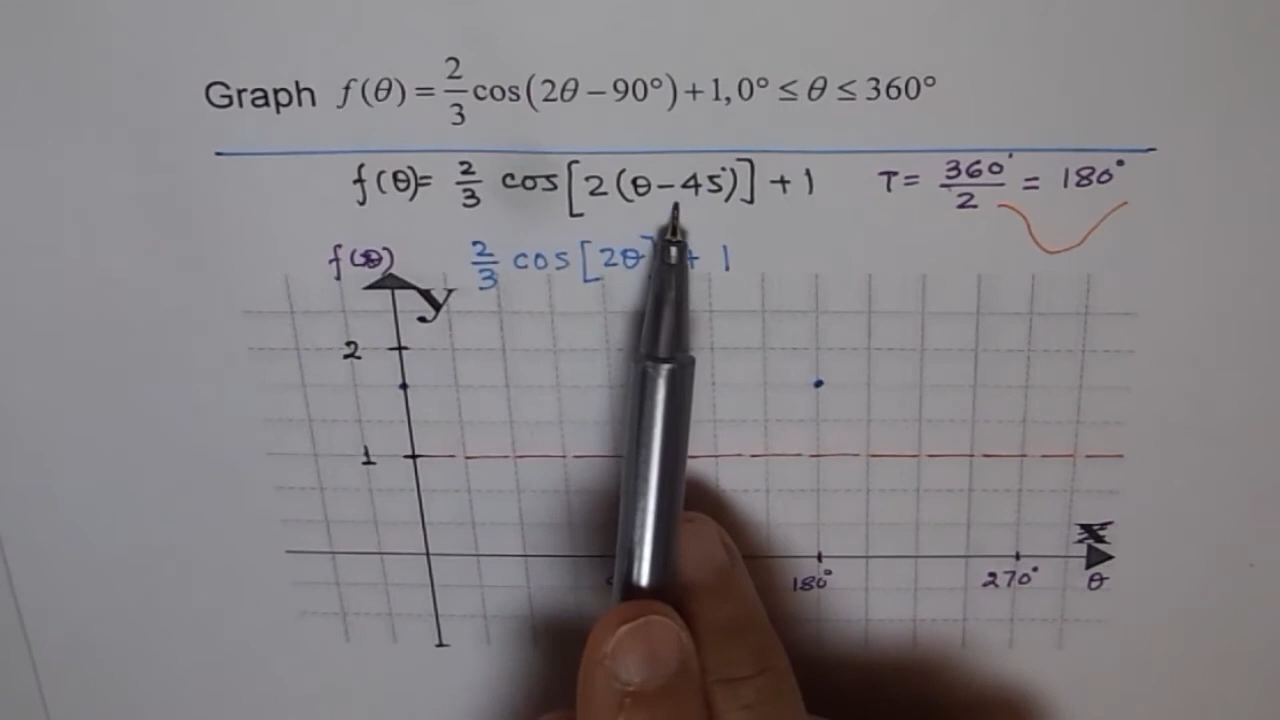 Graph f(θ) = 2/3 cos(2θ − 90°) + 1, 0° ≤ θ ≤ 360°
f(θ) = 2/3 cos[2(θ − 45°)] + 1 T = 360°/2 = 180°
f(θ) 2/3 cos[2θ] + 1
y
2
1
x
180° 270° θ